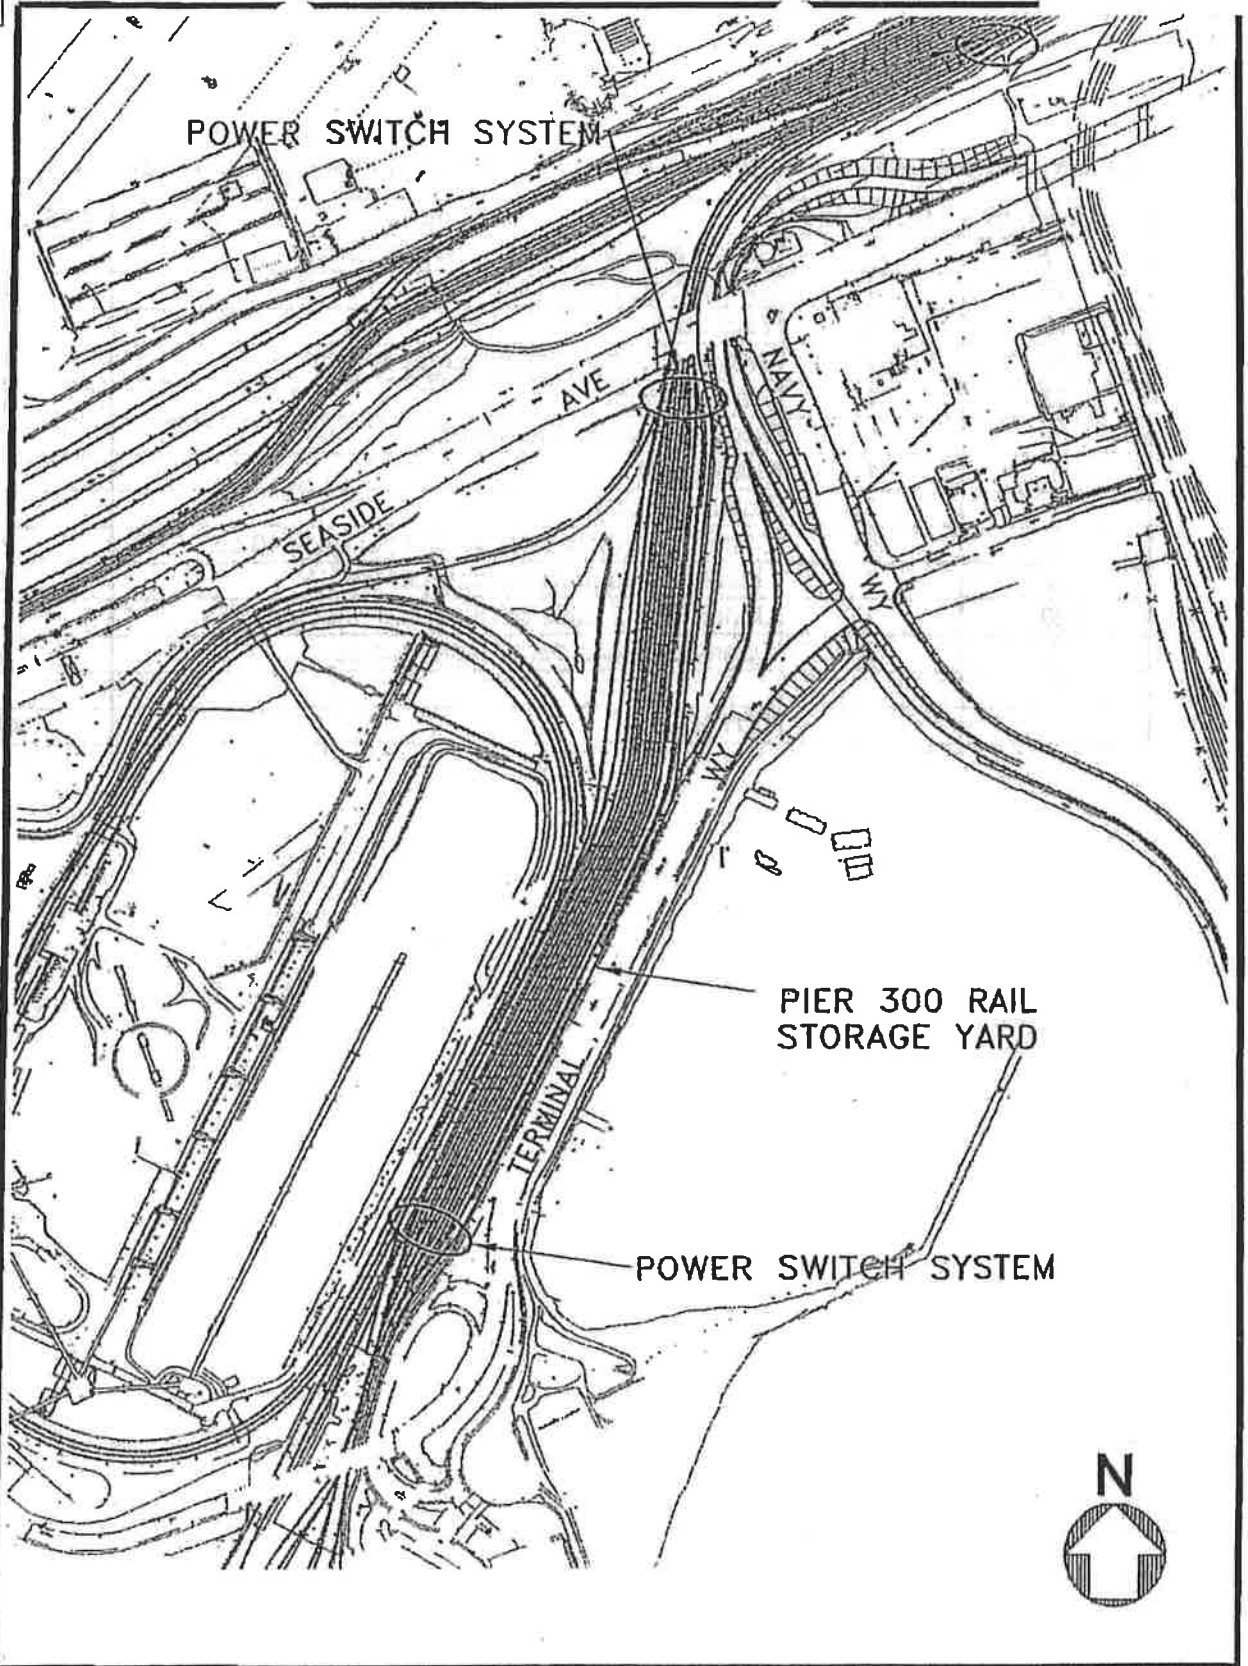 POWER SWITCH SYSTEM
NAVY
AVE
SEASIDE
WY
WY
PIER 300 RAIL
STORAGE YARD
TERMINAL
POWER SWITCH SYSTEM
N